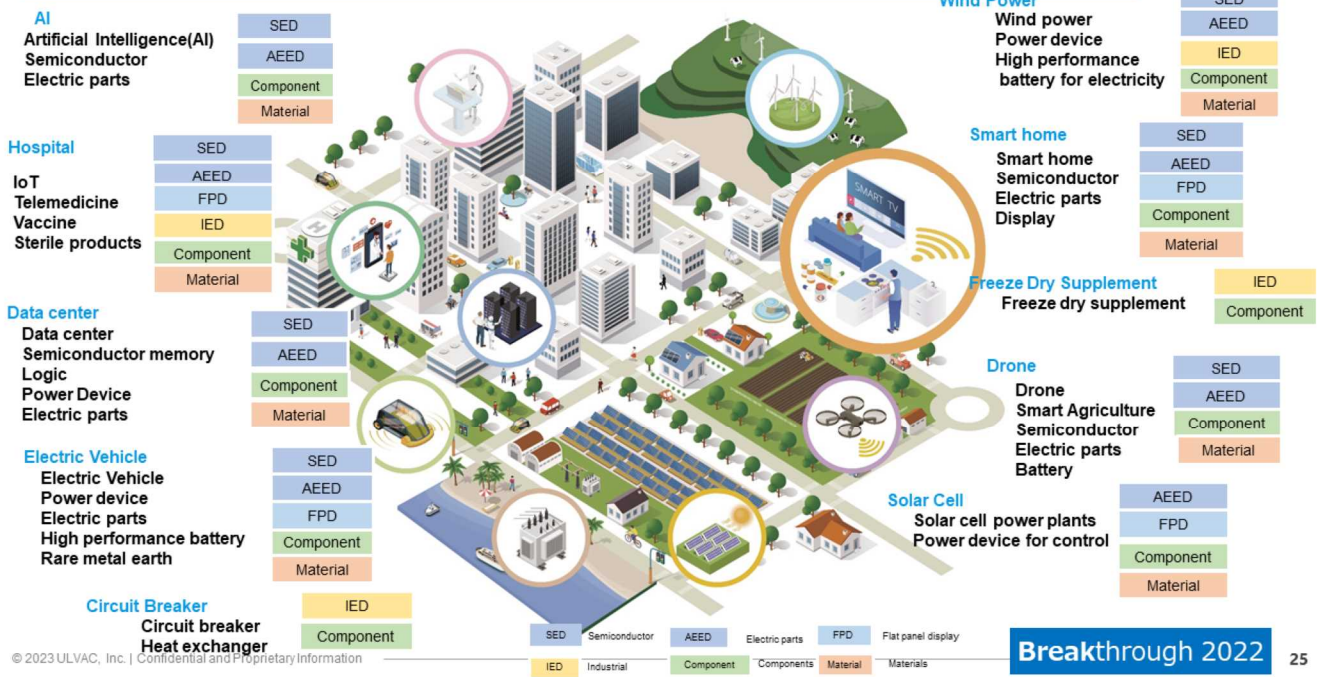 AI
Artificial Intelligence(AI)
Semiconductor
Electric parts
SED
AEED
Component
Material
Hospital
IoT
Telemedicine
Vaccine
Sterile products
SED
AEED
FPD
IED
Component
Material
Data center
Data center
Semiconductor memory
Logic
Power Device
Electric parts
SED
AEED
Component
Material
Electric Vehicle
Electric Vehicle
Power device
Electric parts
High performance battery
Rare metal earth
SED
AEED
FPD
Component
Material
Circuit Breaker
Circuit breaker
Heat exchanger
IED
Component
H
SMART TV
Wind Power
Wind power
Power device
High performance
battery for electricity
SED
AEED
IED
Component
Material
Smart home
Smart home
Semiconductor
Electric parts
Display
SED
AEED
FPD
Component
Material
Freeze Dry Supplement
Freeze dry supplement
IED
Component
Drone
Drone
Smart Agriculture
Semiconductor
Electric parts
Battery
SED
AEED
Component
Material
Solar Cell
Solar cell power plants
Power device for control
AEED
FPD
Component
Material
SED Semiconductor AEED Electric parts FPD Flat panel display
IED Industrial Component Components Material Materials
© 2023 ULVAC, Inc. | Confidential and Proprietary Information
Breakthrough 2022
25